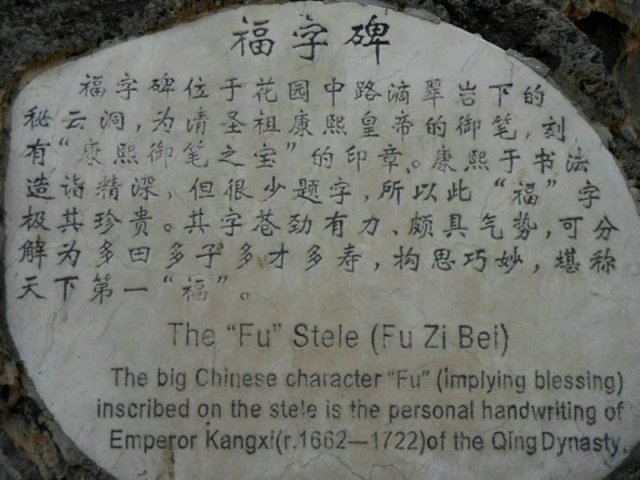 福字碑
福字碑位于花园中路滴翠岩下的
秘云洞，为清圣祖康熙皇帝的御笔，刻
有“康熙御笔之宝”的印章。康熙于书法
造诣精深，但很少题字，所以此“福”字
极其珍贵。其字苍劲有力、颇具气势，可分
解为多田多子多才多寿，构思巧妙，堪称
天下第一“福”。
The “Fu” Stele (Fu Zi Bei)
The big Chinese character “Fu” (implying blessing)
inscribed on the stele is the personal handwriting of
Emperor Kangxi(r.1662—1722)of the Qing Dynasty.